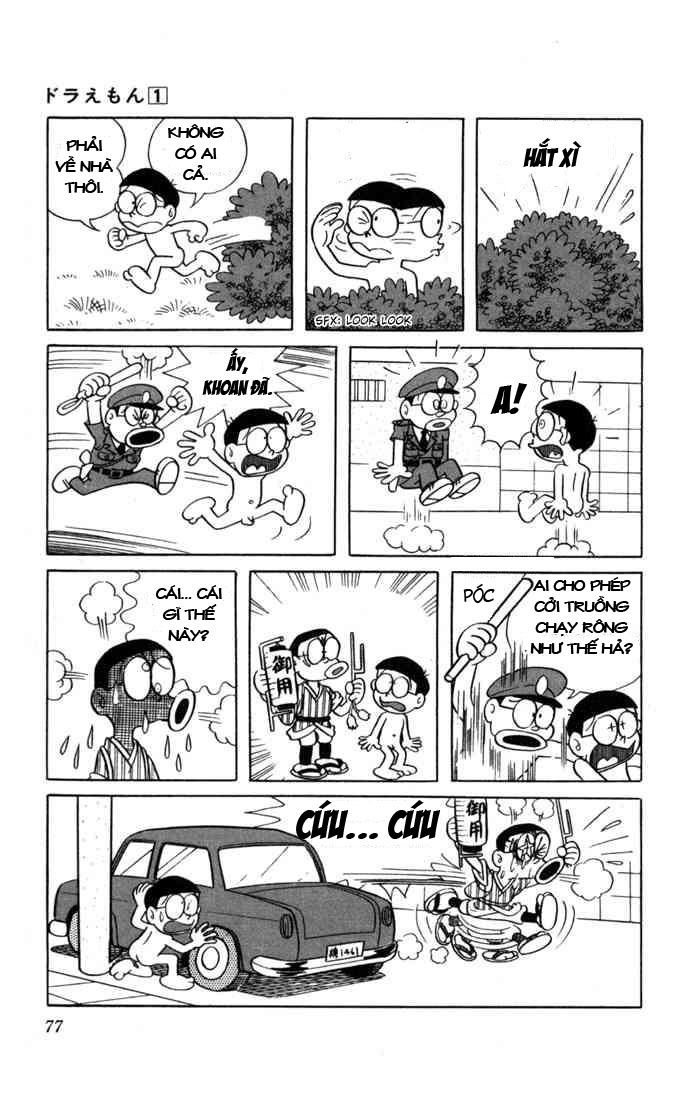 ドラえもん1
KHÔNG
CÓ AI
CẢ.
PHẢI
VỀ NHÀ
THÔI.
SFX: LOOK LOOK
HẮT XÌ
ẤY,
KHOAN ĐÃ.
A!
CÁI... CÁI
GÌ THẾ
NÀY?
御用
PÓC
AI CHO PHÉP
CỞI TRUỒNG
CHẠY RÔNG
NHƯ THẾ HẢ?
CỨU... CỨU
御用
1461
77